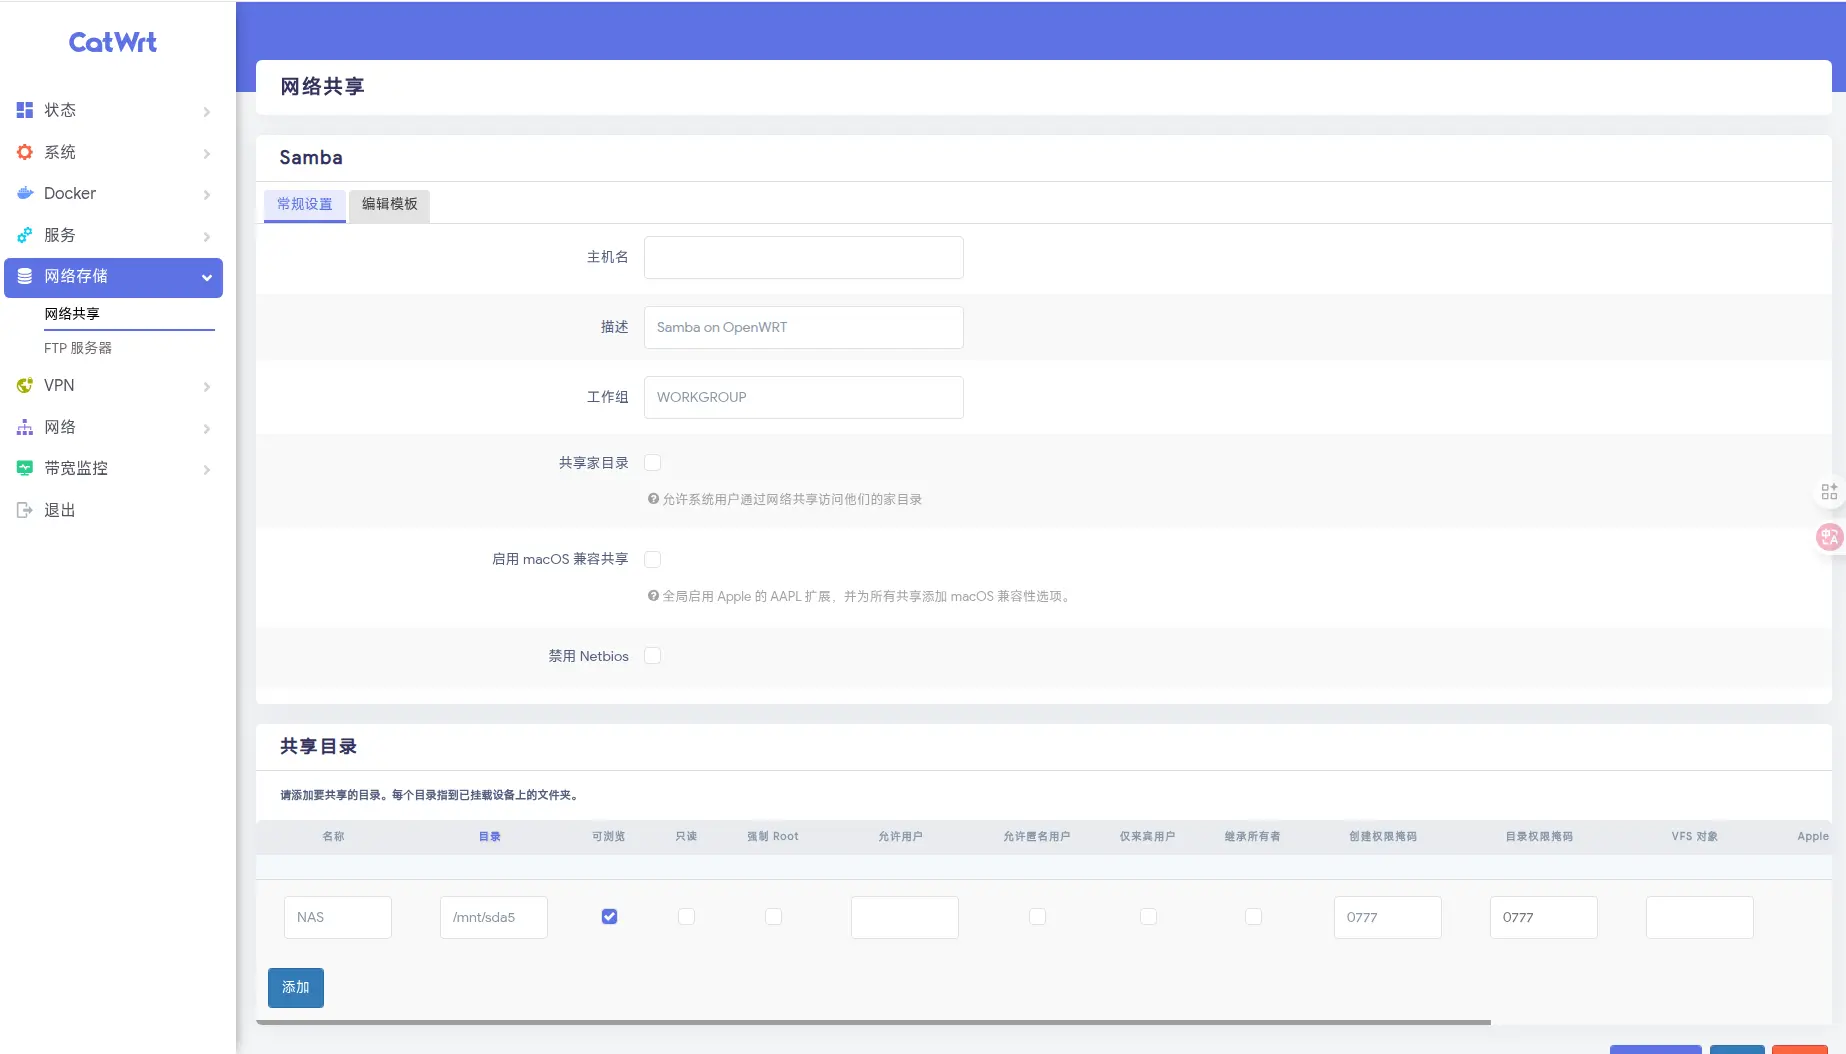 CatWrt
状态
系统
Docker
服务
网络存储
网络共享
FTP 服务器
VPN
网络
带宽监控
退出
网络共享
Samba
常规设置 编辑模板
主机名
描述 Samba on OpenWRT
工作组 WORKGROUP
共享家目录
允许系统用户通过网络共享访问他们的家目录
启用 macOS 兼容共享
全局启用 Apple 的 AAPL 扩展，并为所有共享添加 macOS 兼容性选项。
禁用 Netbios
共享目录
请添加要共享的目录。每个目录指到已挂载设备上的文件夹。
名称 目录 可浏览 只读 强制 Root 允许用户 允许匿名用户 仅来宾用户 继承所有者 创建权限掩码 目录权限掩码 VFS 对象 Apple
NAS /mnt/sda5 0777 0777
添加